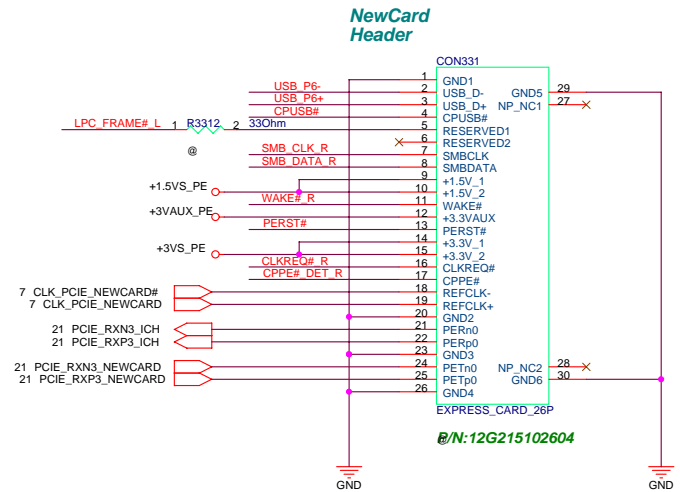 NewCard
Header
CON331
1 GND1
USB_P6- 2 USB_D- GND5 29
USB_P6+ 3 USB_D+ NP_NC1 27
CPUSB# 4 CPUSB#
LPC_FRAME#_L 1 R3312 2 33Ohm 5 RESERVED1
@
6 RESERVED2
SMB_CLK_R 7 SMBCLK
SMB_DATA_R 8 SMBDATA
9 +1.5V_1
+1.5VS_PE 10 +1.5V_2
WAKE#_R 11 WAKE#
+3VAUX_PE 12 +3.3VAUX
PERST# 13 PERST#
14 +3.3V_1
+3VS_PE 15 +3.3V_2
CLKREQ#_R 16 CLKREQ#
CPPE#_DET_R 17 CPPE#
7 CLK_PCIE_NEWCARD# 18 REFCLK-
7 CLK_PCIE_NEWCARD 19 REFCLK+
20 GND2
21 PCIE_RXN3_ICH 21 PERn0
21 PCIE_RXP3_ICH 22 PERp0
23 GND3
21 PCIE_RXN3_NEWCARD 24 PETn0 NP_NC2 28
21 PCIE_RXP3_NEWCARD 25 PETp0 GND6 30
26 GND4
EXPRESS_CARD_26P
@
P/N:12G215102604
GND GND